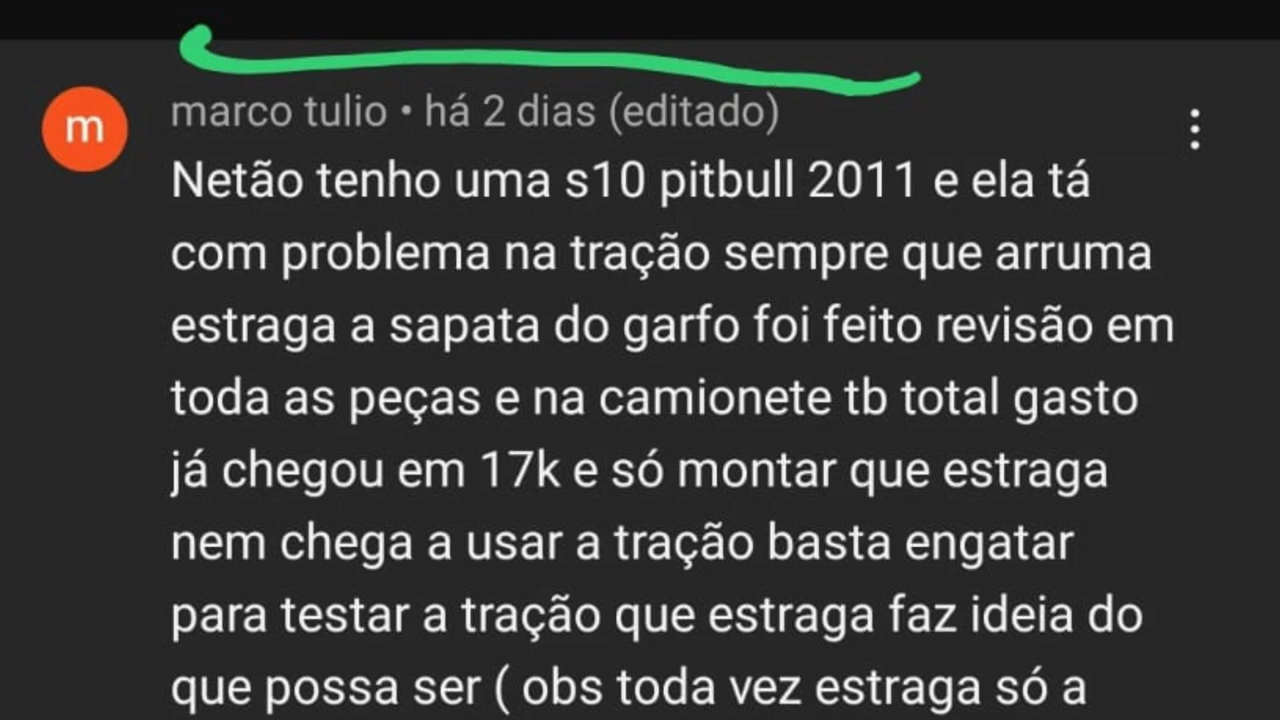 m
marco tulio • há 2 dias (editado)
Netão tenho uma s10 pitbull 2011 e ela tá
com problema na tração sempre que arruma
estraga a sapata do garfo foi feito revisão em
toda as peças e na camionete tb total gasto
já chegou em 17k e só montar que estraga
nem chega a usar a tração basta engatar
para testar a tração que estraga faz ideia do
que possa ser ( obs toda vez estraga só a